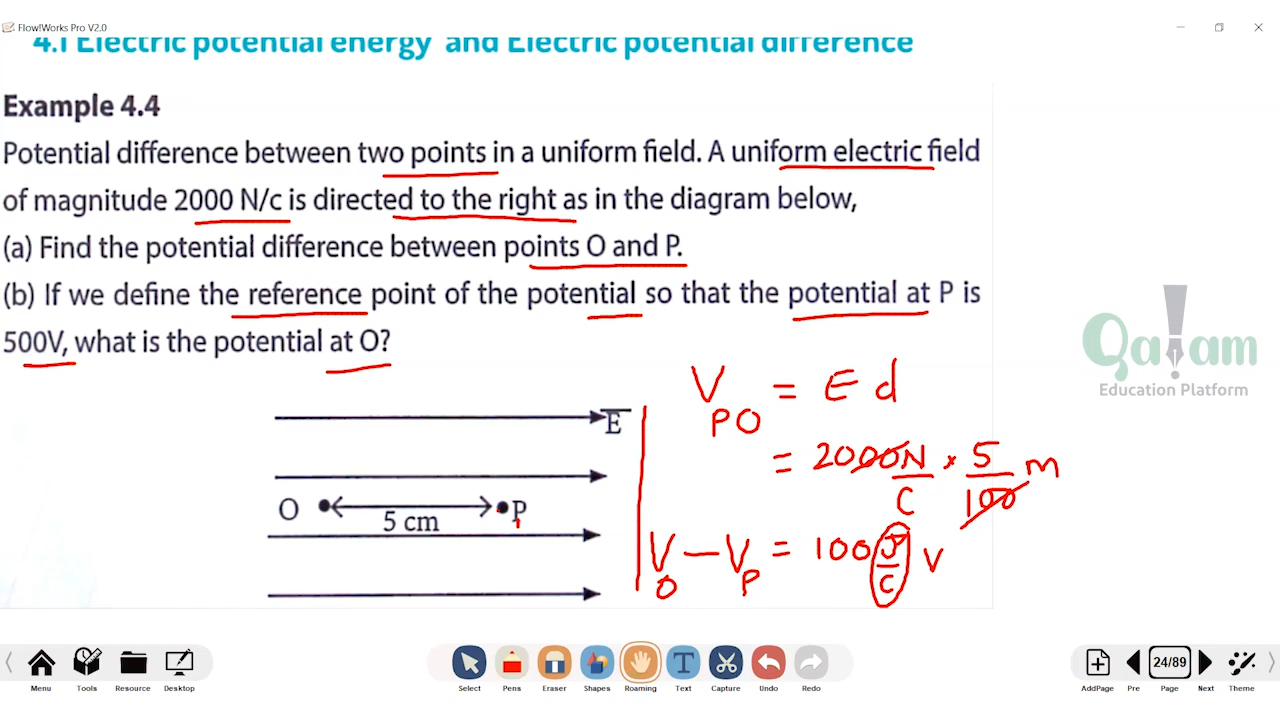 Flow!Works Pro V2.0
4.1 Electric potential energy and Electric potential difference
Example 4.4
Potential difference between two points in a uniform field. A uniform electric field
of magnitude 2000 N/c is directed to the right as in the diagram below,
(a) Find the potential difference between points O and P.
(b) If we define the reference point of the potential so that the potential at P is
500V, what is the potential at O?
Qalam
Education Platform
E
O 5 cm P
V PO = E d
= 2000 N/C × 5/100 m
V O – V P = 100 J/C V
Menu Tools Resource Desktop
Select Pens Eraser Shapes Roaming Text Capture Undo Redo
24/89
AddPage Pre Page Next Theme